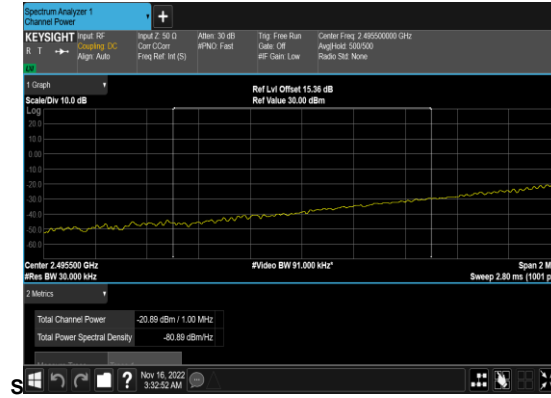 Spectrum Analyzer 1
Channel Power
+
KEYSIGHT Input: RF Input Z: 50 Ω Atten: 30 dB Trig: Free Run Center Freq: 2.495500000 GHz
R T Coupling: DC Corr CCorr #PNO: Fast Gate: Off Avg|Hold: 500/500
Align: Auto Freq Ref: Int (S) #IF Gain: Low Radio Std: None
1 Graph
Ref Lvl Offset 15.36 dB
Scale/Div 10.0 dB Ref Value 30.00 dBm
Log
20.0
10.0
0.00
-10.0
-20.0
-30.0
-40.0
-50.0
-60.0
Center 2.495500 GHz #Video BW 91.000 kHz* Span 2 M
#Res BW 30.000 kHz Sweep 2.80 ms (1001 p
2 Metrics
Total Channel Power -20.89 dBm / 1.00 MHz
Total Power Spectral Density -80.89 dBm/Hz
S
? Nov 16, 2022
3:32:52 AM